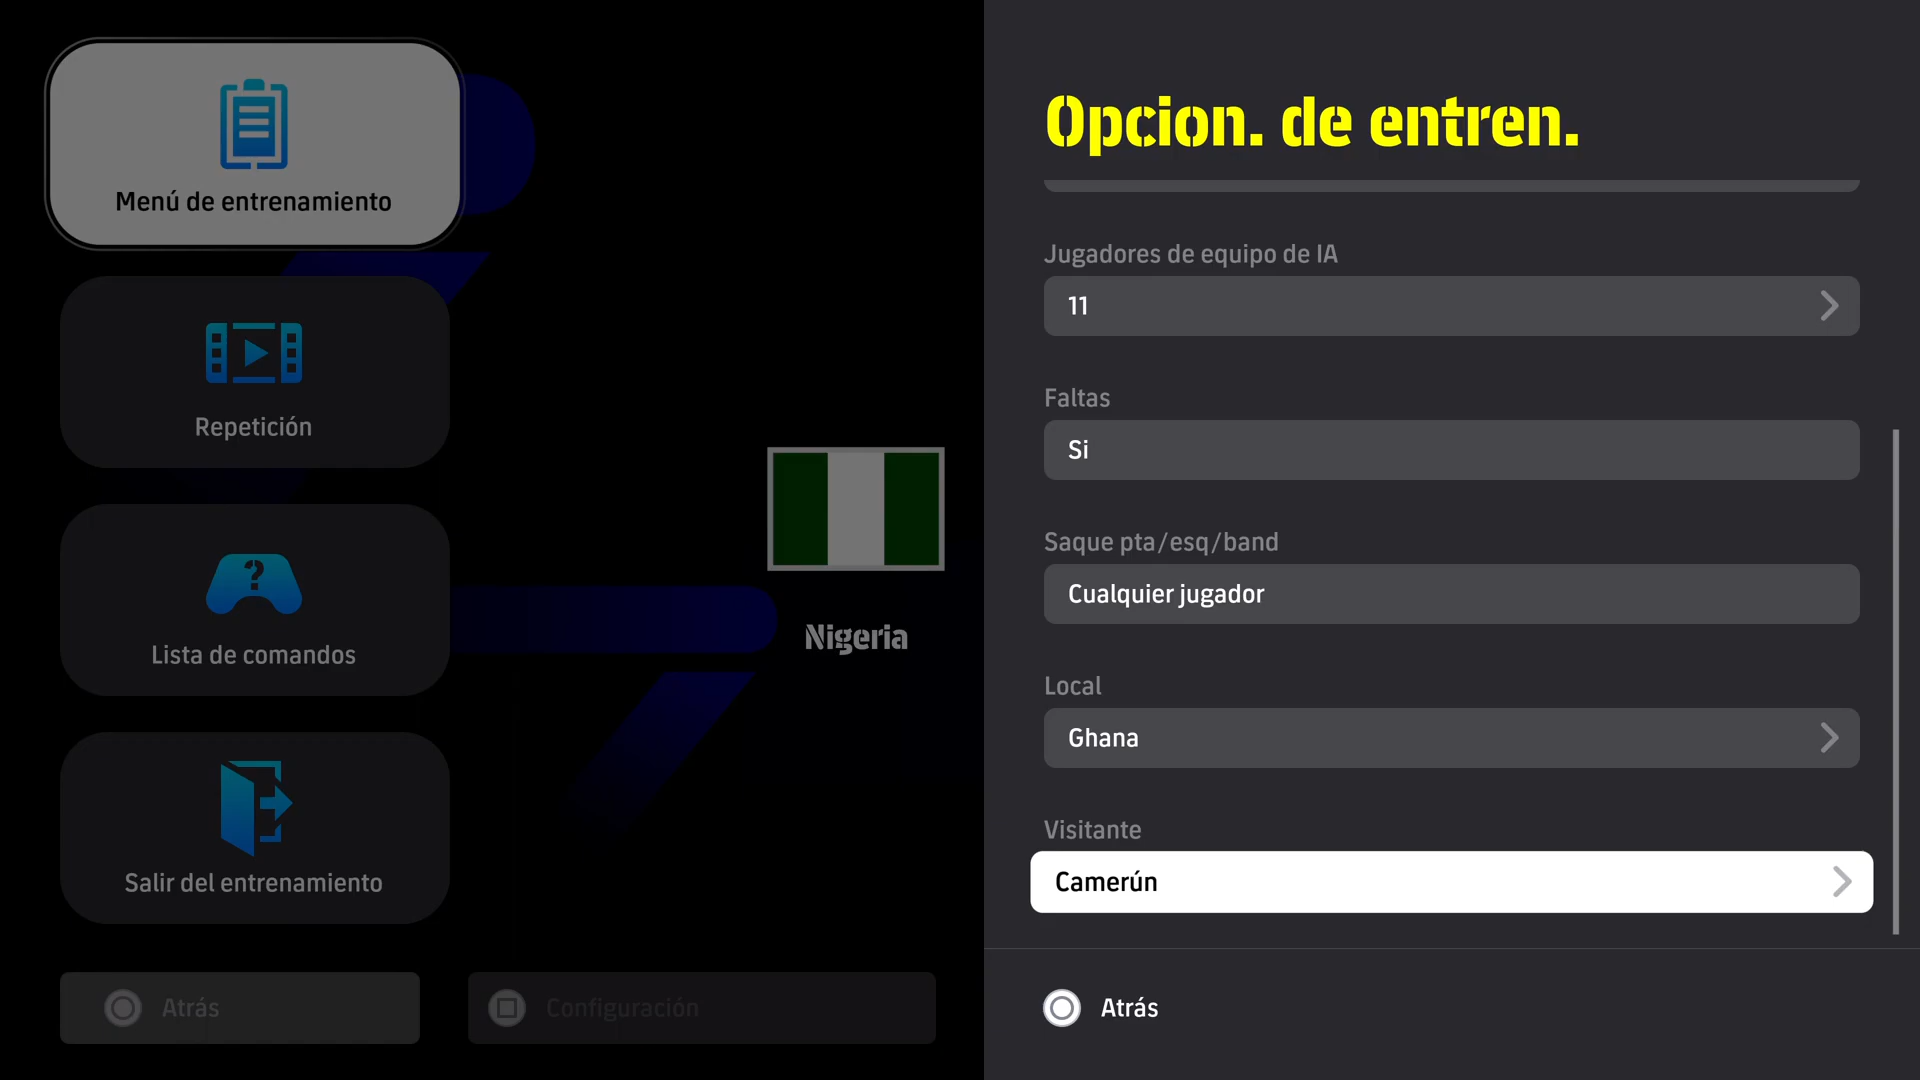 Menú de entrenamiento
Repetición
Lista de comandos
Salir del entrenamiento
Atrás
Configuración
Nigeria
Opcion. de entren.
Jugadores de equipo de IA
11
Faltas
Si
Saque pta/esq/band
Cualquier jugador
Local
Ghana
Visitante
Camerún
Atrás